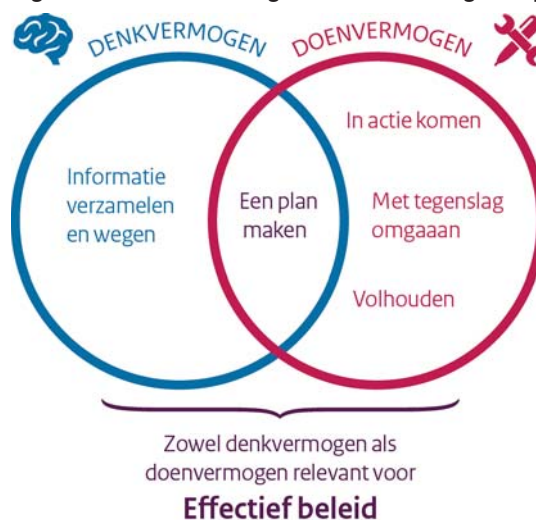 DENKVERMOGEN
DOENVERMOGEN
Informatie
verzamelen
en wegen
Een plan
maken
In actie komen
Met tegenslag
omgaaan
Volhouden
Zowel denkvermogen als
doenvermogen relevant voor
Effectief beleid